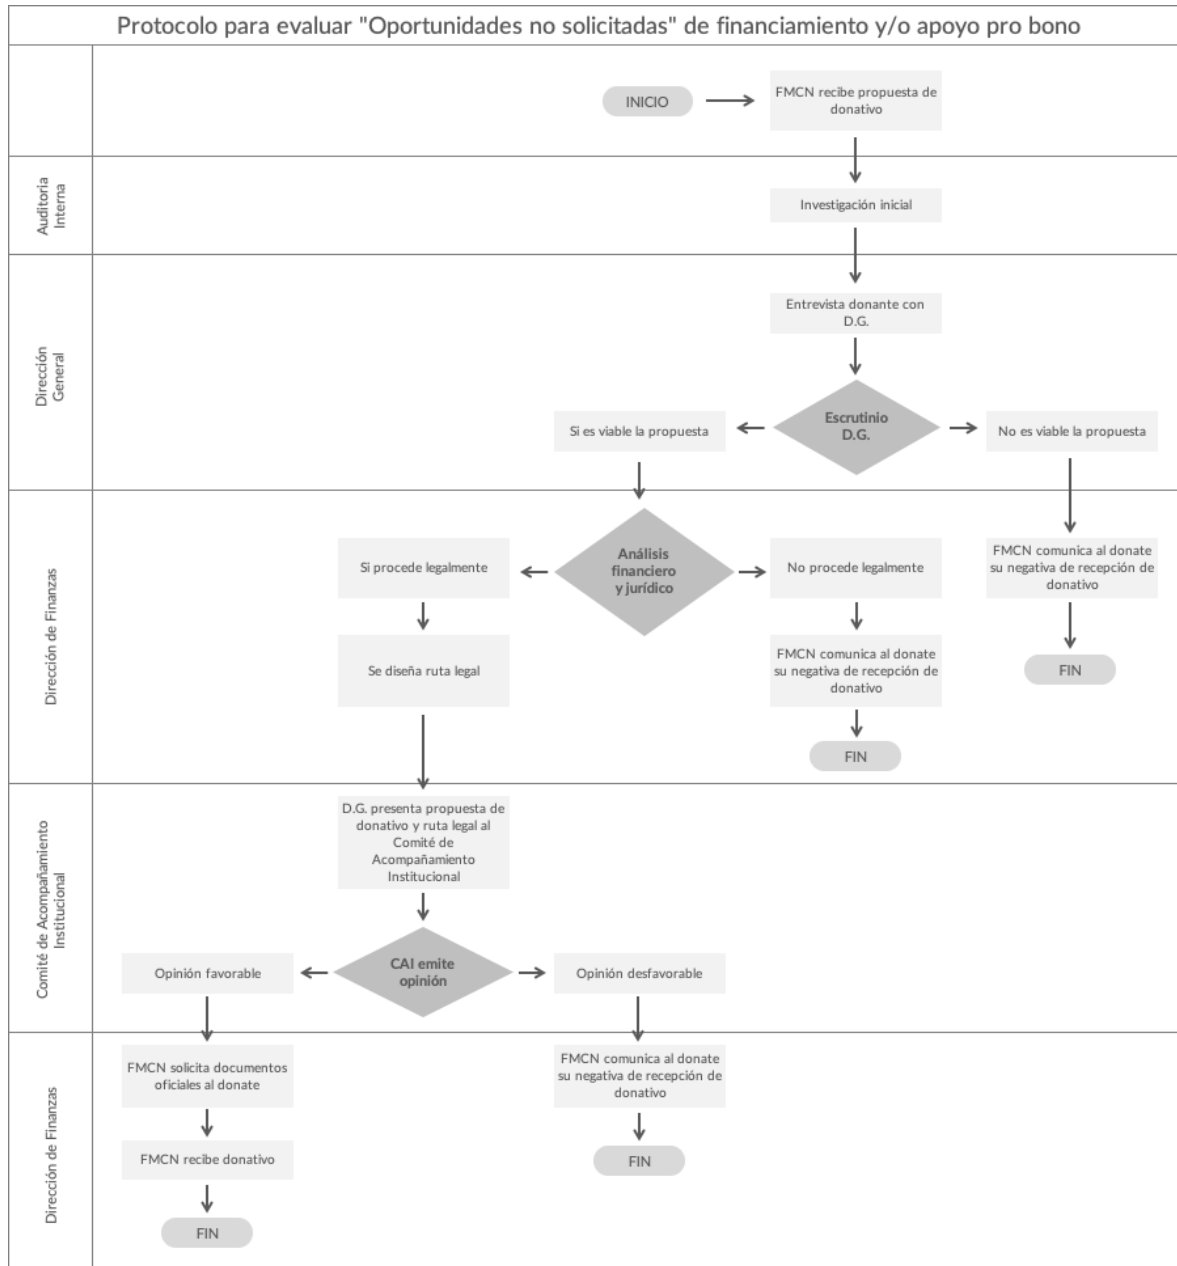 Protocolo para evaluar "Oportunidades no solicitadas" de financiamiento y/o apoyo pro bono
INICIO
FMCN recibe propuesta de
donativo
Auditoria
Interna
Investigación inicial
Dirección
General
Entrevista donante con
D.G.
Escrutinio
D.G.
Si es viable la propuesta
No es viable la propuesta
Dirección de Finanzas
Análisis
financiero
y jurídico
Si procede legalmente
No procede legalmente
FMCN comunica al donate
su negativa de recepción de
donativo
FIN
Se diseña ruta legal
FMCN comunica al donate
su negativa de recepción de
donativo
FIN
Comité de Acompañamiento
Institucional
D.G. presenta propuesta de
donativo y ruta legal al
Comité de
Acompañamiento
Institucional
CAI emite
opinión
Opinión favorable
Opinión desfavorable
Dirección de Finanzas
FMCN solicita documentos
oficiales al donate
FMCN comunica al donate
su negativa de recepción de
donativo
FMCN recibe donativo
FIN
FIN